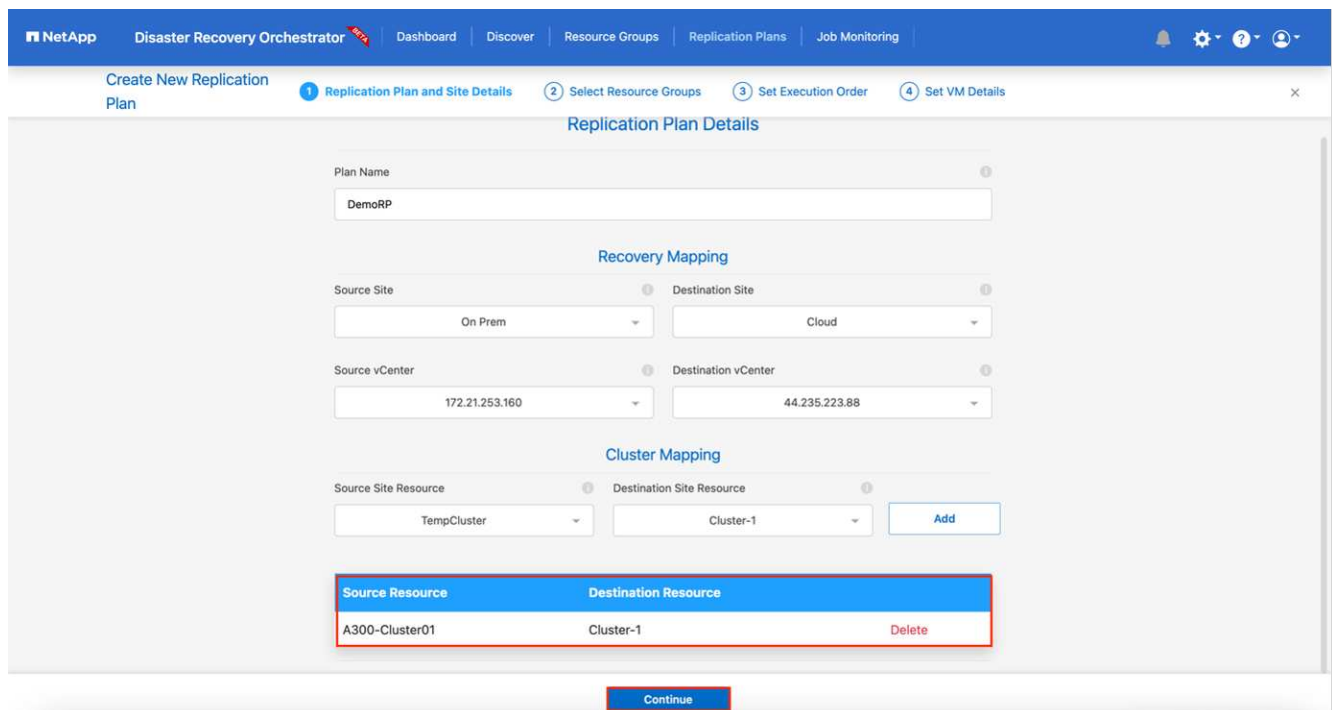 NetApp Disaster Recovery Orchestrator BETA Dashboard Discover Resource Groups Replication Plans Job Monitoring
Create New Replication
Plan
1 Replication Plan and Site Details 2 Select Resource Groups 3 Set Execution Order 4 Set VM Details
Replication Plan Details
Plan Name
DemoRP
Recovery Mapping
Source Site Destination Site
On Prem Cloud
Source vCenter Destination vCenter
172.21.253.160 44.235.223.88
Cluster Mapping
Source Site Resource Destination Site Resource
TempCluster Cluster-1 Add
Source Resource Destination Resource
A300-Cluster01 Cluster-1 Delete
Continue